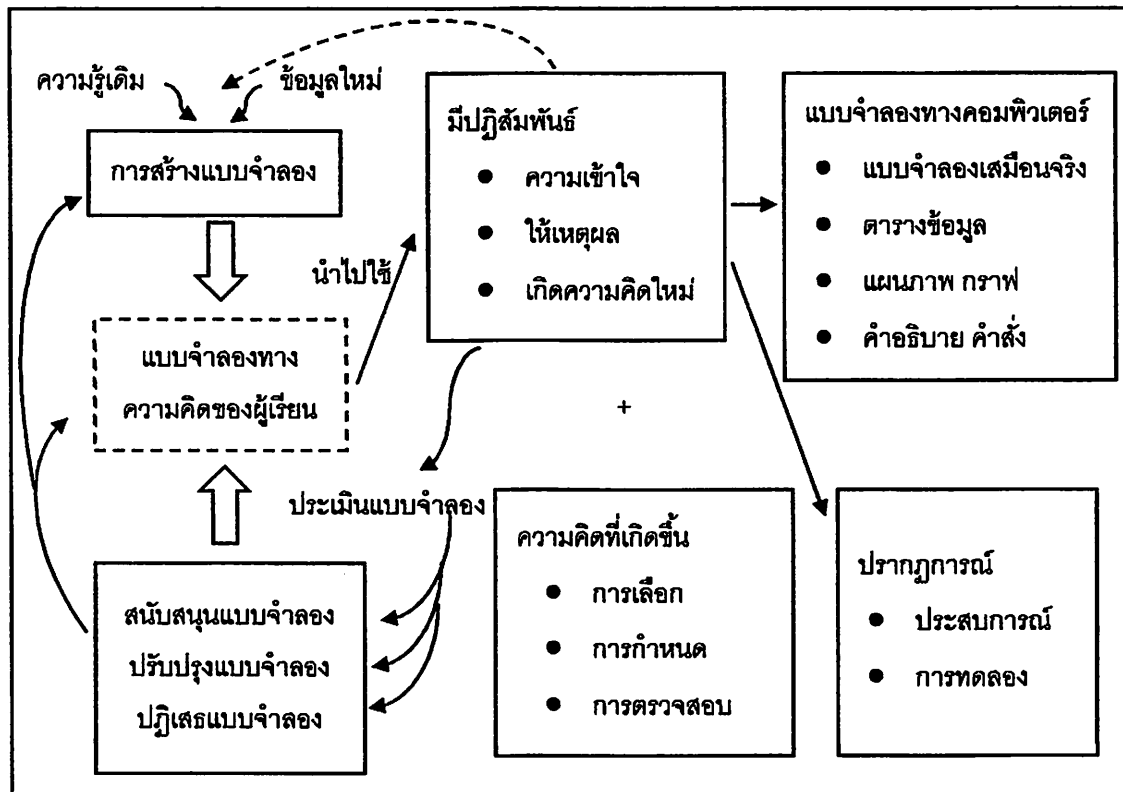 ความรู้เดิม
ข้อมูลใหม่
การสร้างแบบจำลอง
แบบจำลองทาง
ความคิดของผู้เรียน
นำไปใช้
มีปฏิสัมพันธ์
● ความเข้าใจ
● ให้เหตุผล
● เกิดความคิดใหม่
แบบจำลองทางคอมพิวเตอร์
● แบบจำลองเสมือนจริง
● ตารางข้อมูล
● แผนภาพ กราฟ
● คำอธิบาย คำสั่ง
+
ประเมินแบบจำลอง
สนับสนุนแบบจำลอง
ปรับปรุงแบบจำลอง
ปฏิเสธแบบจำลอง
ความคิดที่เกิดขึ้น
● การเลือก
● การกำหนด
● การตรวจสอบ
ปรากฏการณ์
● ประสบการณ์
● การทดลอง